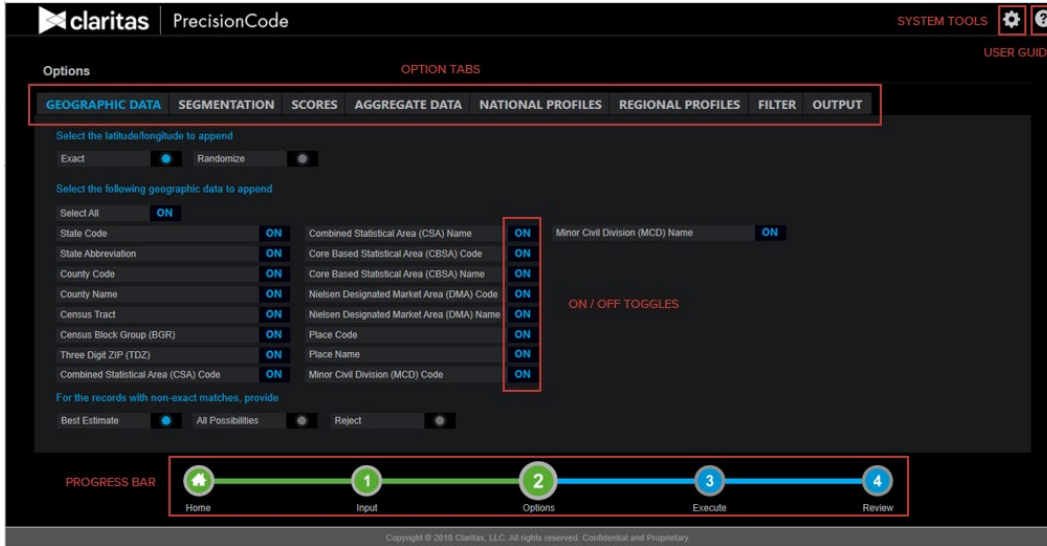 claritas PrecisionCode SYSTEM TOOLS
USER GUID
Options OPTION TABS
GEOGRAPHIC DATA SEGMENTATION SCORES AGGREGATE DATA NATIONAL PROFILES REGIONAL PROFILES FILTER OUTPUT
Select the latitude/longitude to append
Exact Randomize
Select the following geographic data to append
Select All ON
State Code ON Combined Statistical Area (CSA) Name ON Minor Civil Division (MCD) Name ON
State Abbreviation ON Core Based Statistical Area (CBSA) Code ON
County Code ON Core Based Statistical Area (CBSA) Name ON
County Name ON Nielsen Designated Market Area (DMA) Code ON
ON / OFF TOGGLES
Census Tract ON Nielsen Designated Market Area (DMA) Name ON
Census Block Group (BGR) ON Place Code ON
Three Digit ZIP (TDZ) ON Place Name ON
Combined Statistical Area (CSA) Code ON Minor Civil Division (MCD) Code ON
For the records with non-exact matches, provide
Best Estimate All Possibilities Reject
PROGRESS BAR 1 2 3 4
Home Input Options Execute Review
Copyright © 2018 Claritas, LLC. All rights reserved. Confidential and Proprietary.